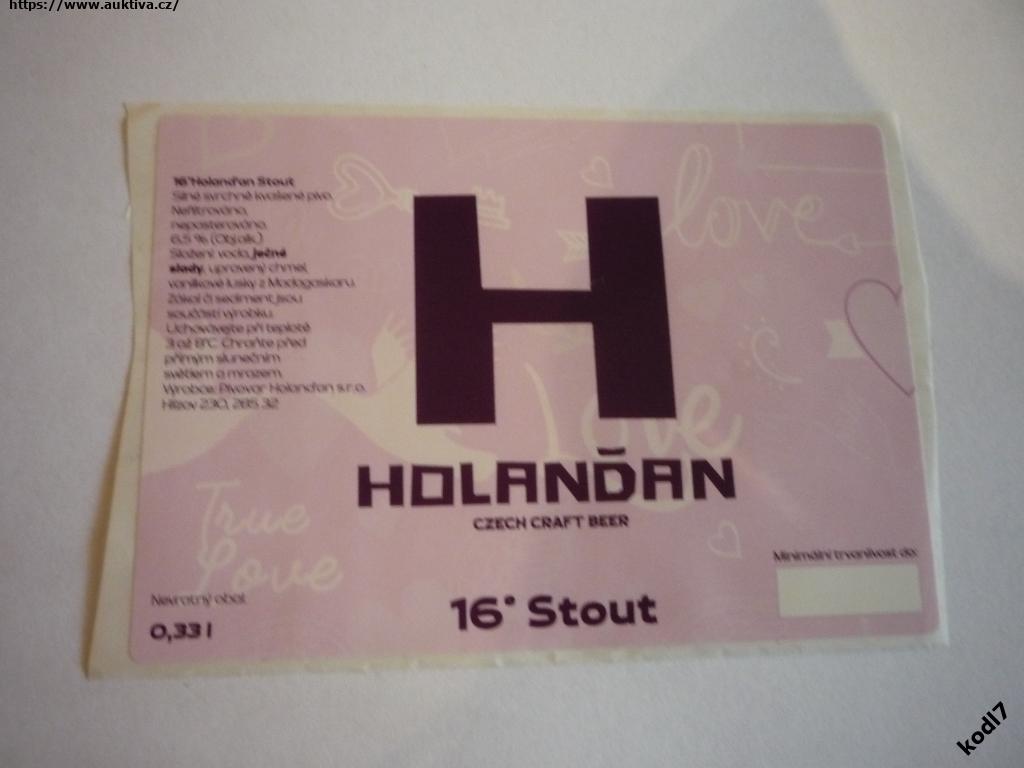 https://www.auktiva.cz/
16°Holanďan Stout
Silné svrchně kvašené pivo.
Nefiltrováno,
nepasterováno.
6,5 % (Obj.alk.)
Složení: voda, ječné
slady, upravený chmel,
vanilkové lusky z Madagaskaru.
Zákal či sediment jsou
součástí výrobku.
Uchovávejte při teplotě
3 až 8°C. Chraňte před
přímým slunečním
světlem a mrazem.
Výrobce: Pivovar Holanďan s.r.o.
Hlízov 230, 285 32
love
H
Love
HOLANĎAN
CZECH CRAFT BEER
True
Love
Minimální trvanlivost do:
Nevratný obal
0,33 l
16° Stout
kodl7